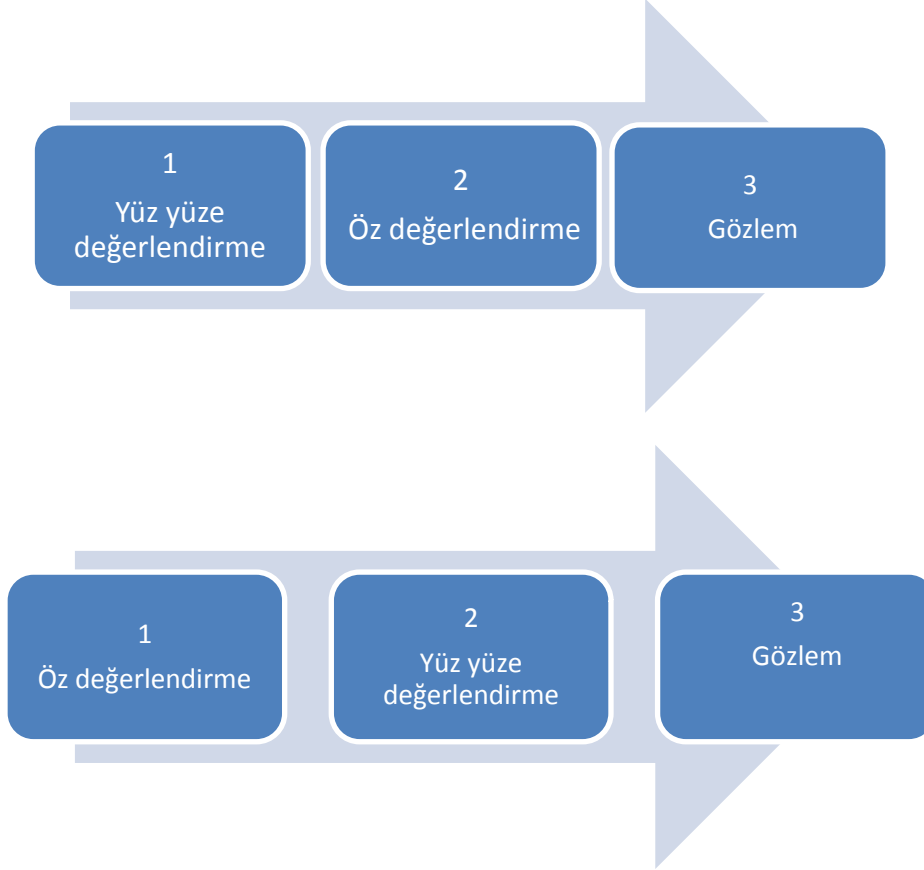 1
Yüz yüze
değerlendirme
2
Öz değerlendirme
3
Gözlem
1
Öz değerlendirme
2
Yüz yüze
değerlendirme
3
Gözlem